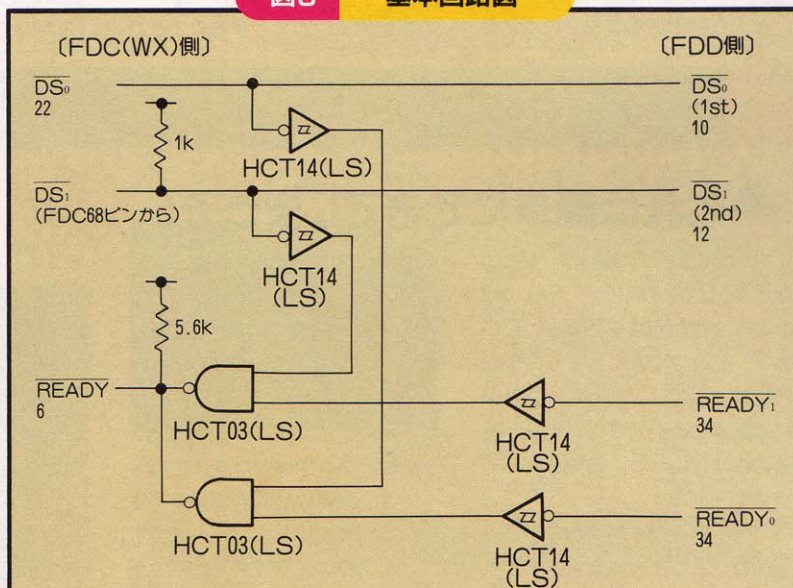 図3 基本回路図
〔FDC(WX)側〕
〔FDD側〕
DS₀
22
DS₀
(1st)
10
1k
HCT14(LS)
DS₁
(FDC68ピンから)
DS₁
(2nd)
12
HCT14
(LS)
5.6k
READY
6
READY₁
34
HCT03(LS)
HCT14
(LS)
READY₀
34
HCT03(LS)
HCT14
(LS)